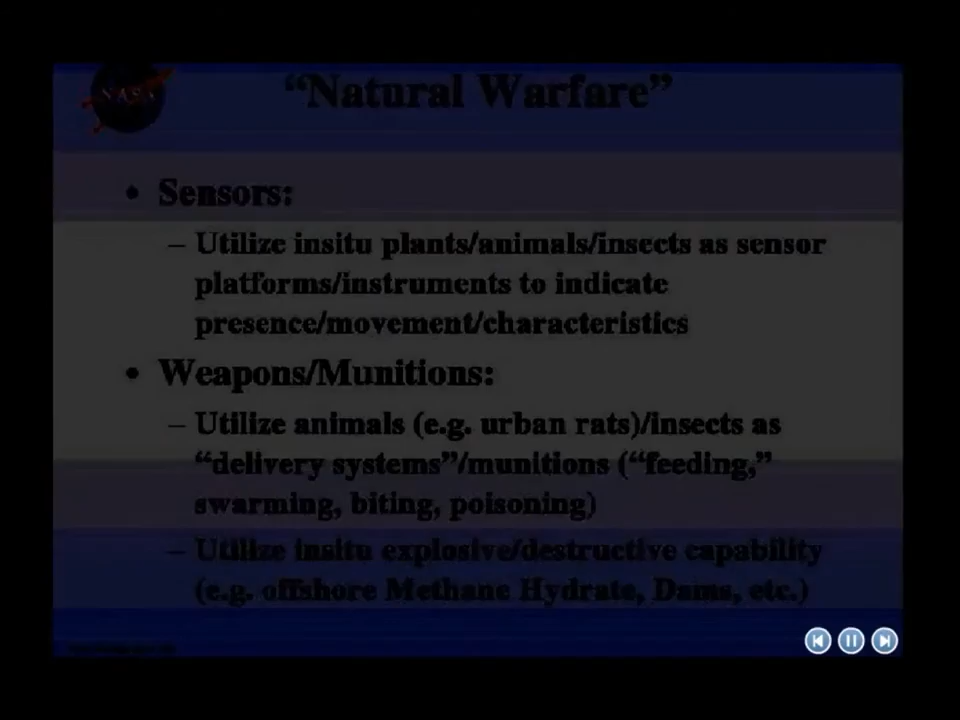 NASA
“Natural Warfare”
• Sensors:
– Utilize insitu plants/animals/insects as sensor
platforms/instruments to indicate
presence/movement/characteristics
• Weapons/Munitions:
– Utilize animals (e.g. urban rats)/insects as
“delivery systems”/munitions (“feeding,”
swarming, biting, poisoning)
– Utilize insitu explosive/destructive capability
(e.g. offshore Methane Hydrate, Dams, etc.)